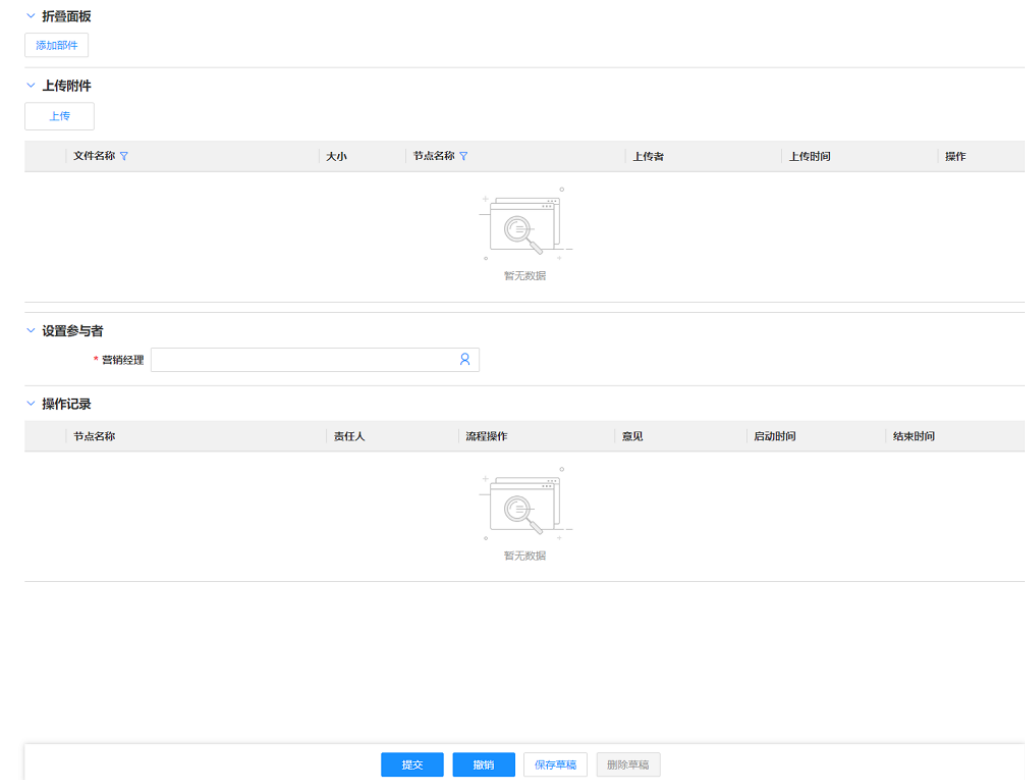 折叠面板
添加部件
上传附件
上传
文件名称 大小 节点名称 上传者 上传时间 操作
暂无数据
设置参与者
* 营销经理
操作记录
节点名称 责任人 流程操作 意见 启动时间 结束时间
暂无数据
提交 撤销 保存草稿 删除草稿